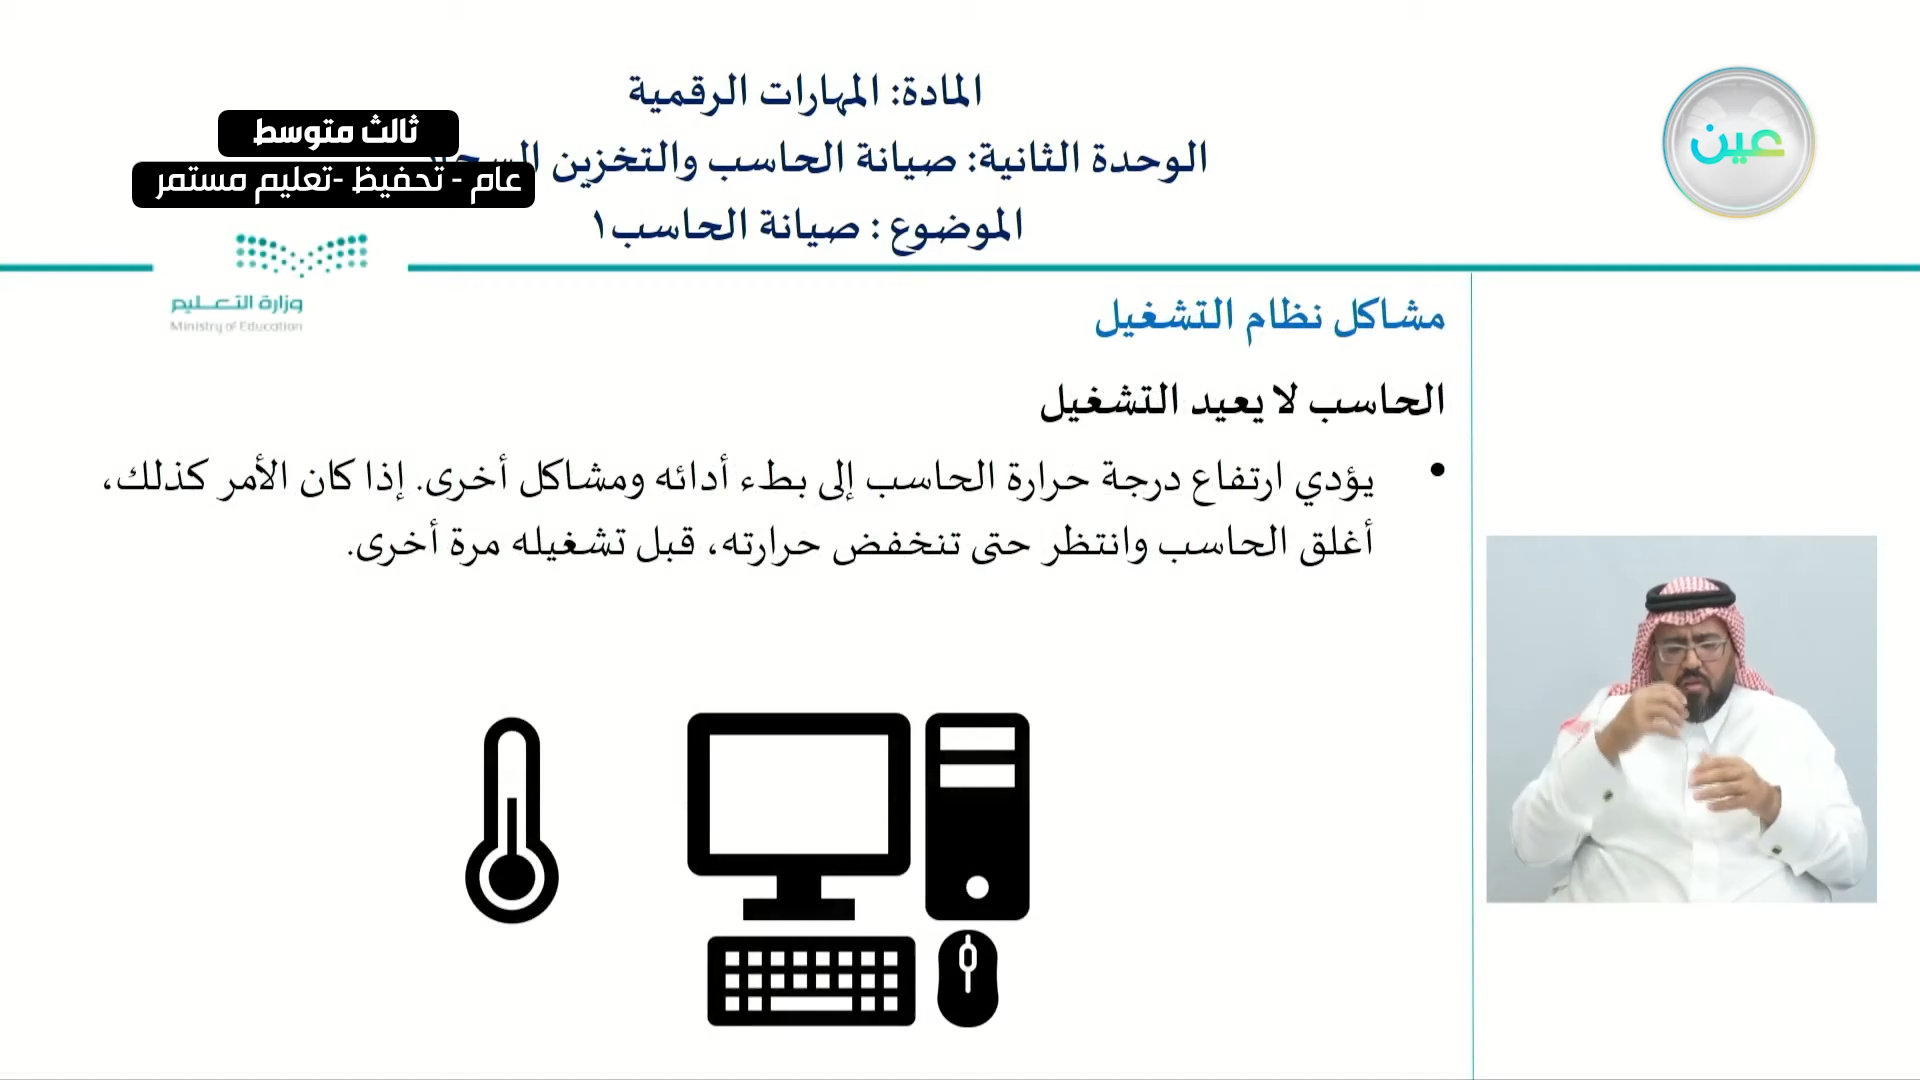 المادة: المهارات الرقمية
ثالث متوسط
الوحدة الثانية: صيانة الحاسب والتخزين
عام - تحفيظ -تعليم مستمر
الموضوع : صيانة الحاسب١
عين
وزارة التعليم
Ministry of Education
مشاكل نظام التشغيل
الحاسب لا يعيد التشغيل
• يؤدي ارتفاع درجة حرارة الحاسب إلى بطء أدائه ومشاكل أخرى. إذا كان الأمر كذلك،
أغلق الحاسب وانتظر حتى تنخفض حرارته، قبل تشغيله مرة أخرى.